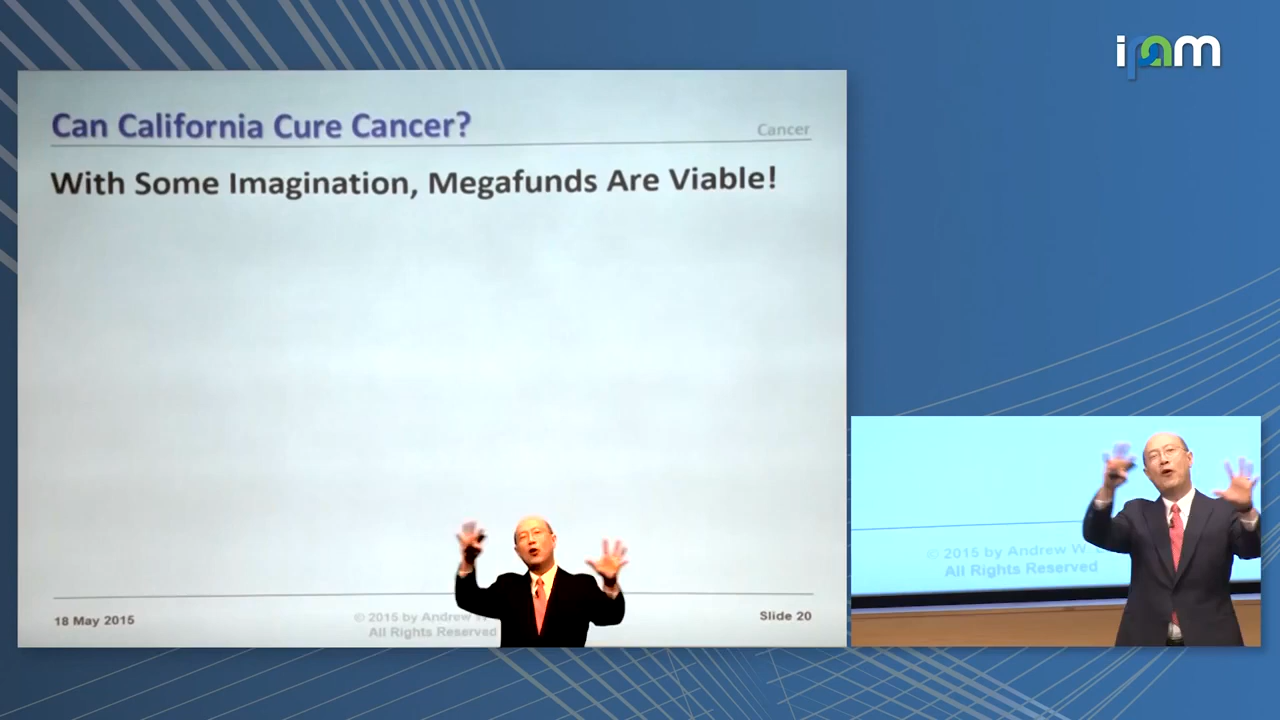 ipam
Can California Cure Cancer?
Cancer
With Some Imagination, Megafunds Are Viable!
18 May 2015
© 2015 by Andrew W.
All Rights Reserved
Slide 20
© 2015 by Andrew W.
All Rights Reserved